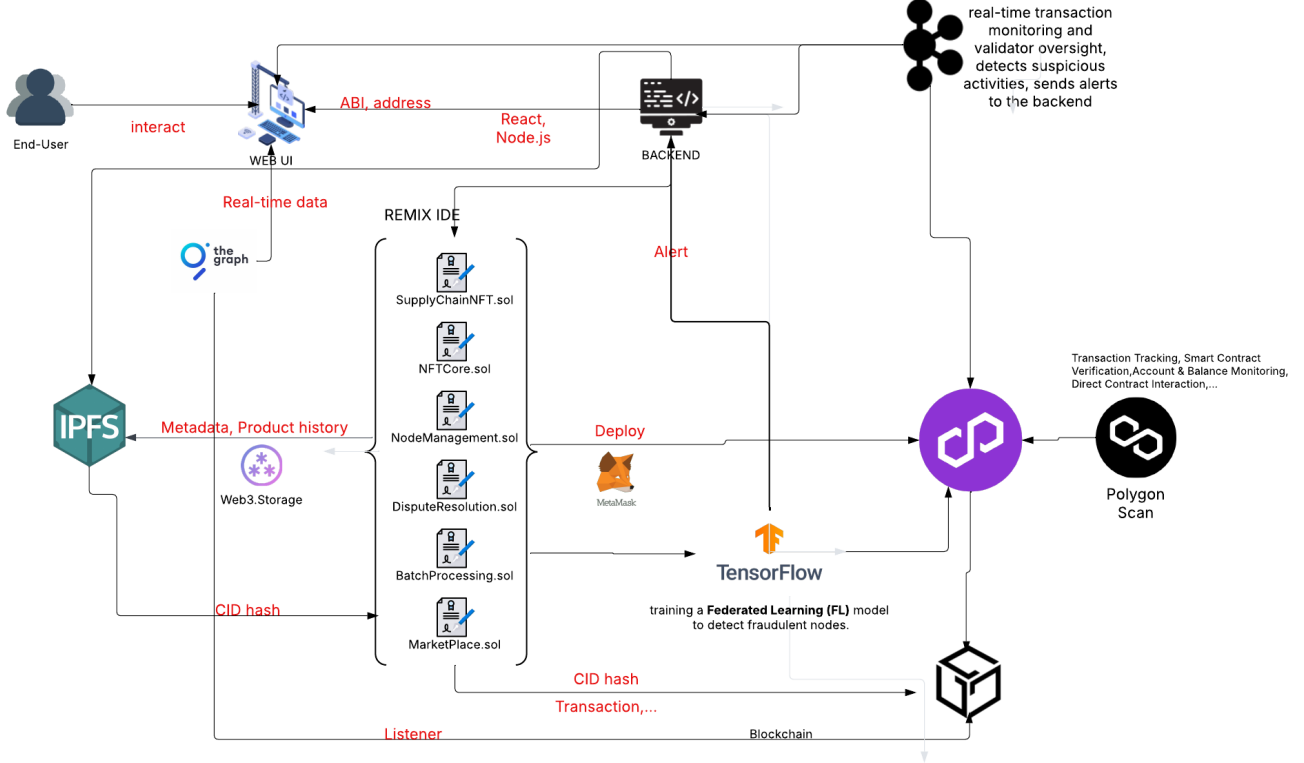 real-time transaction
monitoring and
validator oversight,
detects suspicious
activities, sends alerts
to the backend
ABI, address
interact
React,
Node.js
End-User
WEB UI
BACKEND
Real-time data
REMIX IDE
the
graph
Alert
SupplyChainNFT.sol
NFTCore.sol
Transaction Tracking, Smart Contract
Verification,Account & Balance Monitoring,
Direct Contract Interaction,...
IPFS
Metadata, Product history
NodeManagement.sol
Deploy
Web3.Storage
DisputeResolution.sol
METAMASK
Polygon
Scan
BatchProcessing.sol
TensorFlow
training a Federated Learning (FL) model
to detect fraudulent nodes.
CID hash
MarketPlace.sol
CID hash
Transaction,...
Listener
Blockchain